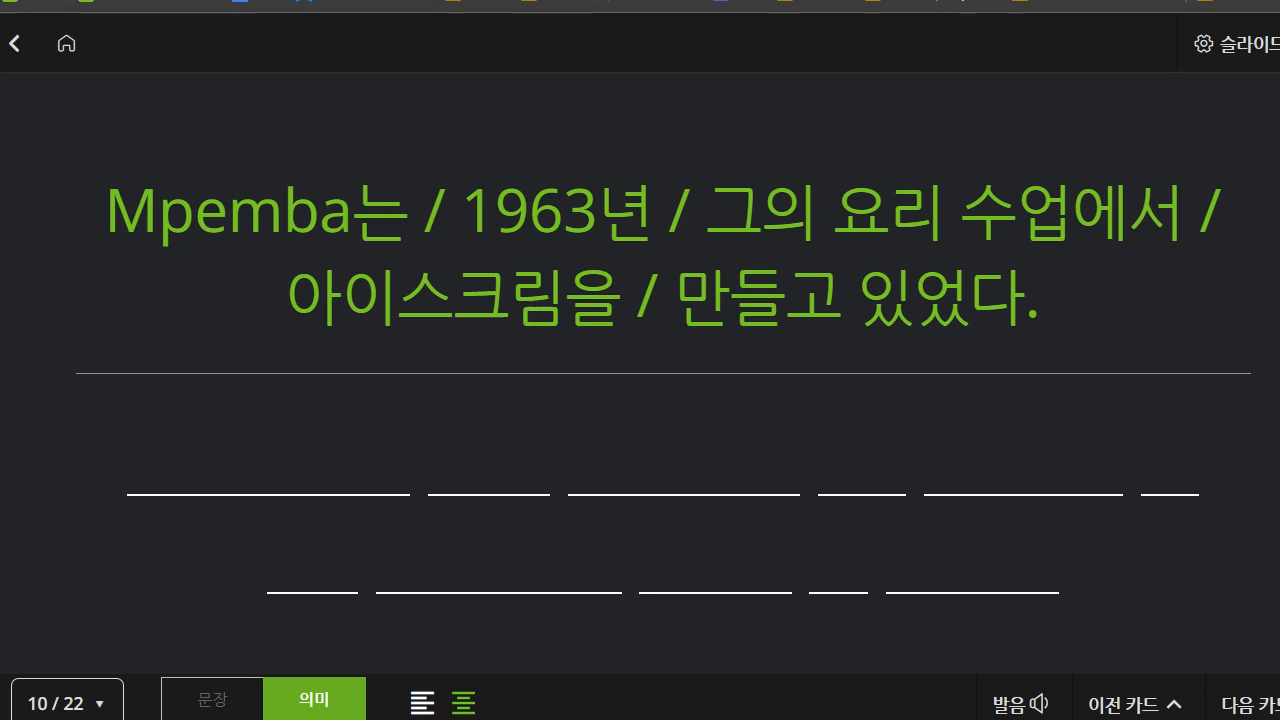 슬라이드
Mpemba는 / 1963년 / 그의 요리 수업에서 /
아이스크림을 / 만들고 있었다.
10 / 22
문장
의미
발음
이전 카드
다음 카드